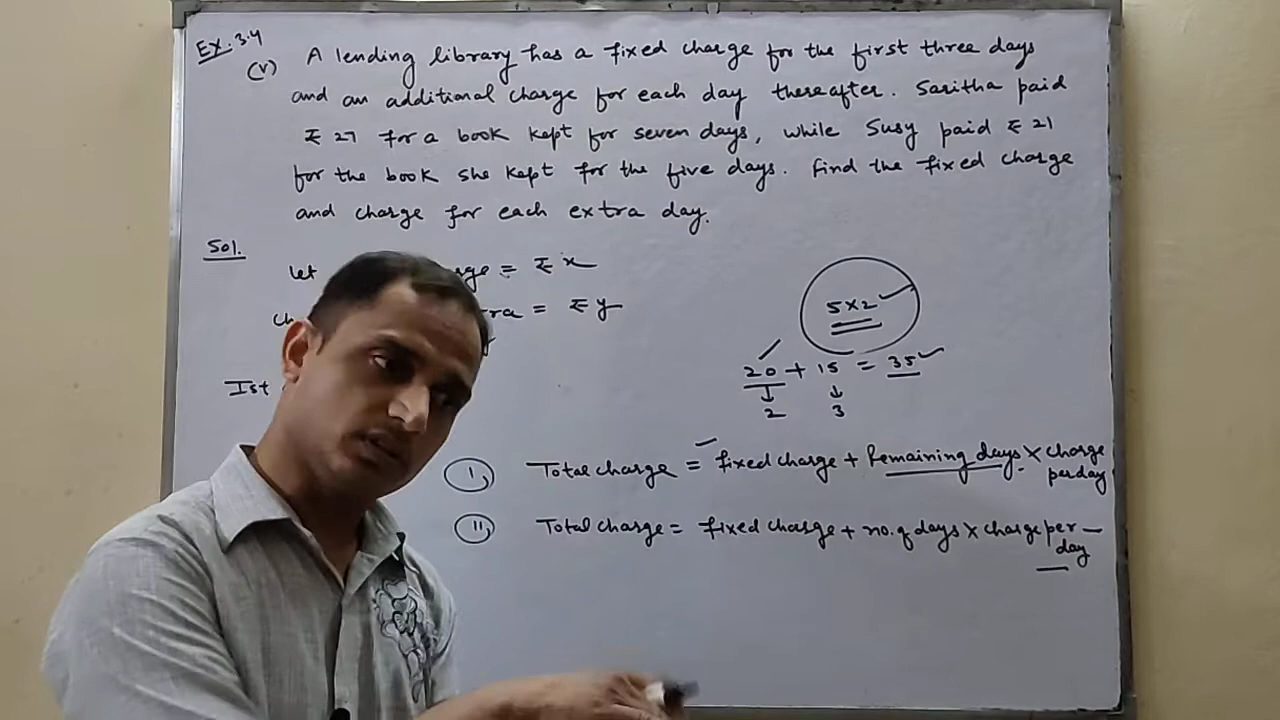 Ex. 3.4
(v) A lending library has a fixed charge for the first three days
and an additional charge for each day thereafter. Saritha paid
₹ 27 for a book kept for seven days, while Susy paid ₹ 21
for the book she kept for the five days. Find the fixed charge
and charge for each extra day.
Sol.
let = ₹ x
= ₹ y
5×2
20 + 15 = 35
2 3
Ist
I Total charge = fixed charge + Remaining days × charge
per day
II Total charge = fixed charge + no. of days × charge per
day